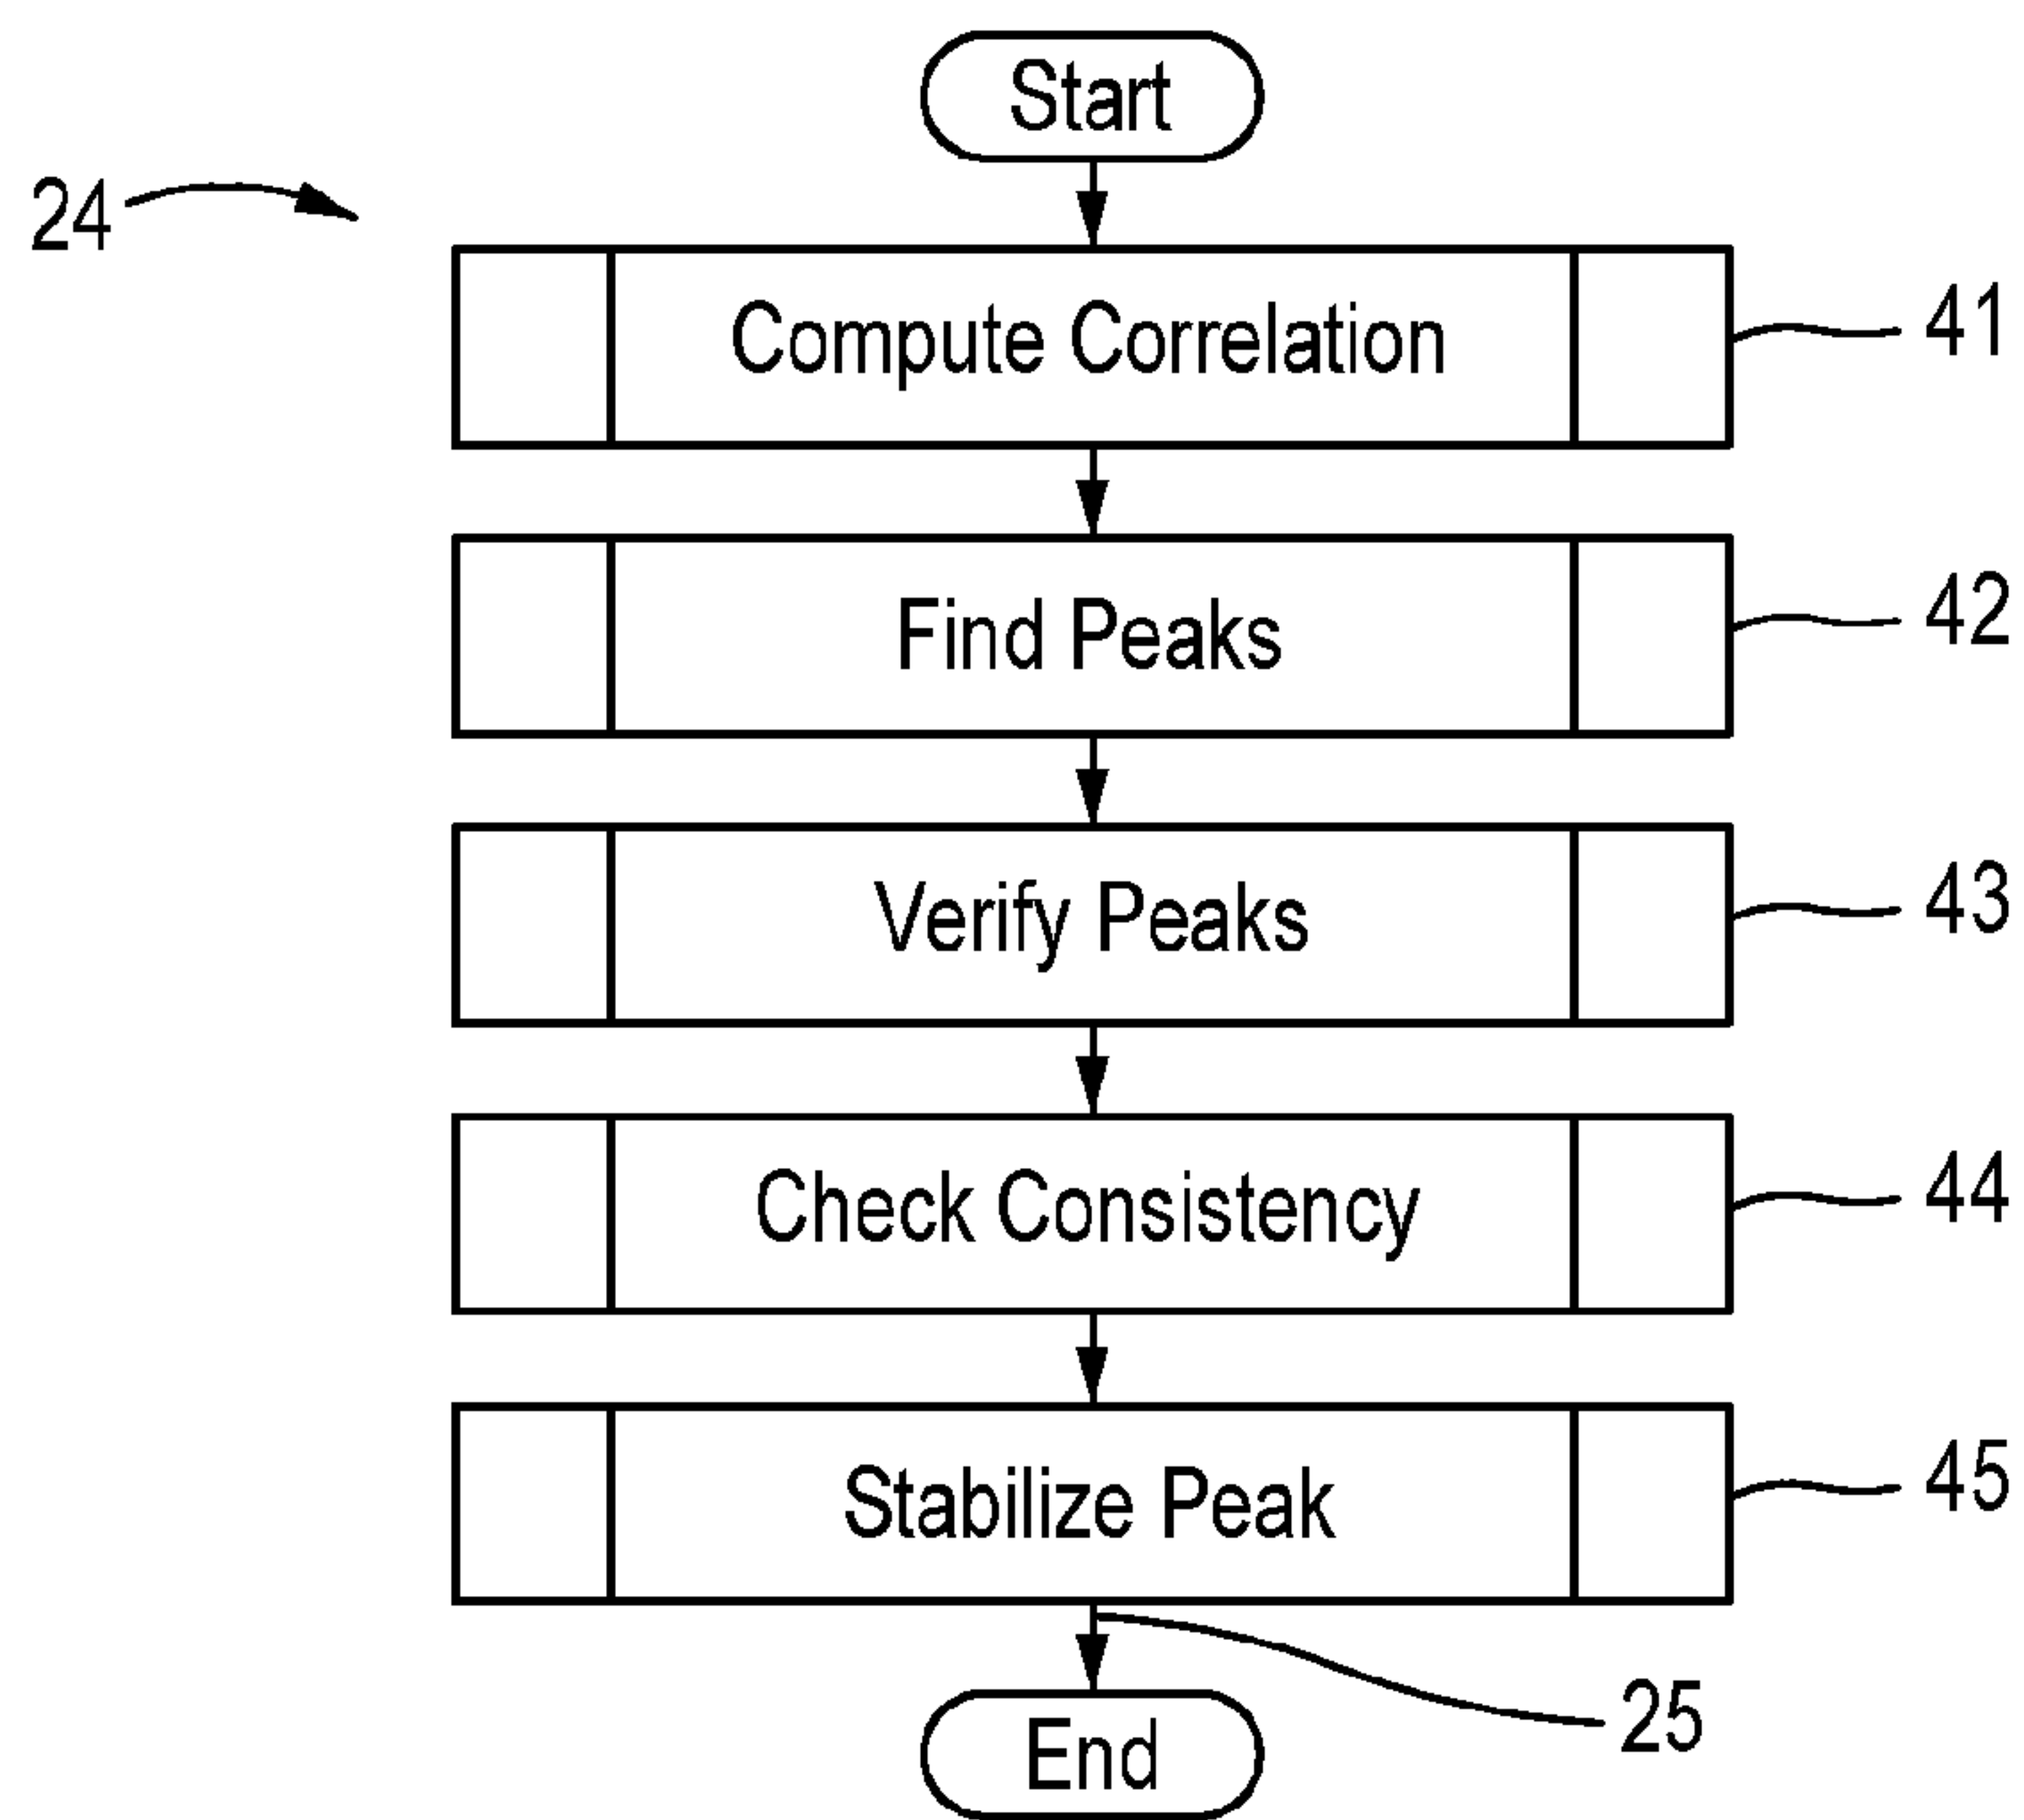 Start
24
Compute Correlation
41
Find Peaks
42
Verify Peaks
43
Check Consistency
44
Stabilize Peak
45
25
End